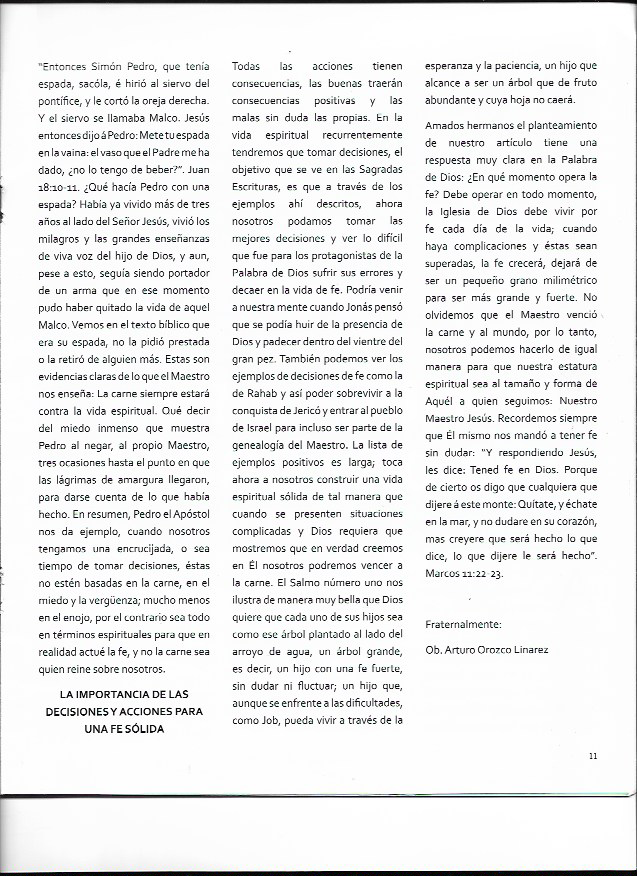 "Entonces Simón Pedro, que tenía
espada, sacóla, é hirió al siervo del
pontífice, y le cortó la oreja derecha.
Y el siervo se llamaba Malco. Jesús
entonces dijo á Pedro: Mete tu espada
en la vaina: el vaso que el Padre me ha
dado, ¿no lo tengo de beber?". Juan
18:10-11. ¿Qué hacía Pedro con una
espada? Había ya vivido más de tres
años al lado del Señor Jesús, vivió los
milagros y las grandes enseñanzas
de viva voz del hijo de Dios, y aun,
pese a esto, seguía siendo portador
de un arma que en ese momento
pudo haber quitado la vida de aquel
Malco. Vemos en el texto bíblico que
era su espada, no la pidió prestada
o la retiró de alguien más. Estas son
evidencias claras de lo que el Maestro
nos enseña: La carne siempre estará
contra la vida espiritual. Qué decir
del miedo inmenso que muestra
Pedro al negar, al propio Maestro,
tres ocasiones hasta el punto en que
las lágrimas de amargura llegaron,
para darse cuenta de lo que había
hecho. En resumen, Pedro el Apóstol
nos da ejemplo, cuando nosotros
tengamos una encrucijada, o sea
tiempo de tomar decisiones, éstas
no estén basadas en la carne, en el
miedo y la vergüenza; mucho menos
en el enojo, por el contrario sea todo
en términos espirituales para que en
realidad actué la fe, y no la carne sea
quien reine sobre nosotros.
LA IMPORTANCIA DE LAS
DECISIONES Y ACCIONES PARA
UNA FE SÓLIDA
Todas las acciones tienen
consecuencias, las buenas traerán
consecuencias positivas y las
malas sin duda las propias. En la
vida espiritual recurrentemente
tendremos que tomar decisiones, el
objetivo que se ve en las Sagradas
Escrituras, es que a través de los
ejemplos ahí descritos, ahora
nosotros podamos tomar las
mejores decisiones y ver lo difícil
que fue para los protagonistas de la
Palabra de Dios sufrir sus errores y
decaer en la vida de fe. Podría venir
a nuestra mente cuando Jonás pensó
que se podía huir de la presencia de
Dios y padecer dentro del vientre del
gran pez. También podemos ver los
ejemplos de decisiones de fe como la
de Rahab y así poder sobrevivir a la
conquista de Jericó y entrar al pueblo
de Israel para incluso ser parte de la
genealogía del Maestro. La lista de
ejemplos positivos es larga; toca
ahora a nosotros construir una vida
espiritual sólida de tal manera que
cuando se presenten situaciones
complicadas y Dios requiera que
mostremos que en verdad creemos
en Él nosotros podremos vencer a
la carne. El Salmo número uno nos
ilustra de manera muy bella que Dios
quiere que cada uno de sus hijos sea
como ese árbol plantado al lado del
arroyo de agua, un árbol grande,
es decir, un hijo con una fe fuerte,
sin dudar ni fluctuar; un hijo que,
aunque se enfrente a las dificultades,
como Job, pueda vivir a través de la
esperanza y la paciencia, un hijo que
alcance a ser un árbol que de fruto
abundante y cuya hoja no caerá.
Amados hermanos el planteamiento
de nuestro artículo tiene una
respuesta muy clara en la Palabra
de Dios: ¿En qué momento opera la
fe? Debe operar en todo momento,
la Iglesia de Dios debe vivir por
fe cada día de la vida; cuando
haya complicaciones y éstas sean
superadas, la fe crecerá, dejará de
ser un pequeño grano milimétrico
para ser más grande y fuerte. No
olvidemos que el Maestro venció
la carne y al mundo, por lo tanto,
nosotros podemos hacerlo de igual
manera para que nuestra estatura
espiritual sea al tamaño y forma de
Aquél a quien seguimos: Nuestro
Maestro Jesús. Recordemos siempre
que Él mismo nos mandó a tener fe
sin dudar: "Y respondiendo Jesús,
les dice: Tened fe en Dios. Porque
de cierto os digo que cualquiera que
dijere á este monte: Quítate, y échate
en la mar, y no dudare en su corazón,
mas creyere que será hecho lo que
dice, lo que dijere le será hecho".
Marcos 11:22-23.
Fraternalmente:
Ob. Arturo Orozco Linarez
11